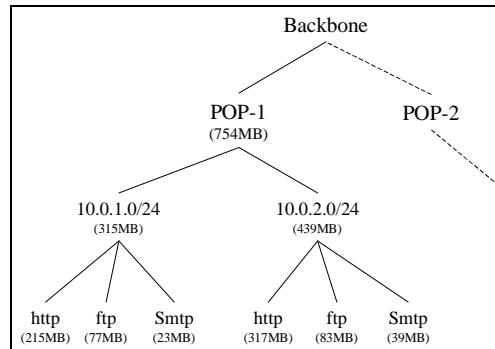 Backbone
POP-1
POP-2
(754MB)
10.0.1.0/24
10.0.2.0/24
(315MB)
(439MB)
http ftp Smtp http ftp Smtp
(215MB) (77MB) (23MB) (317MB) (83MB) (39MB)